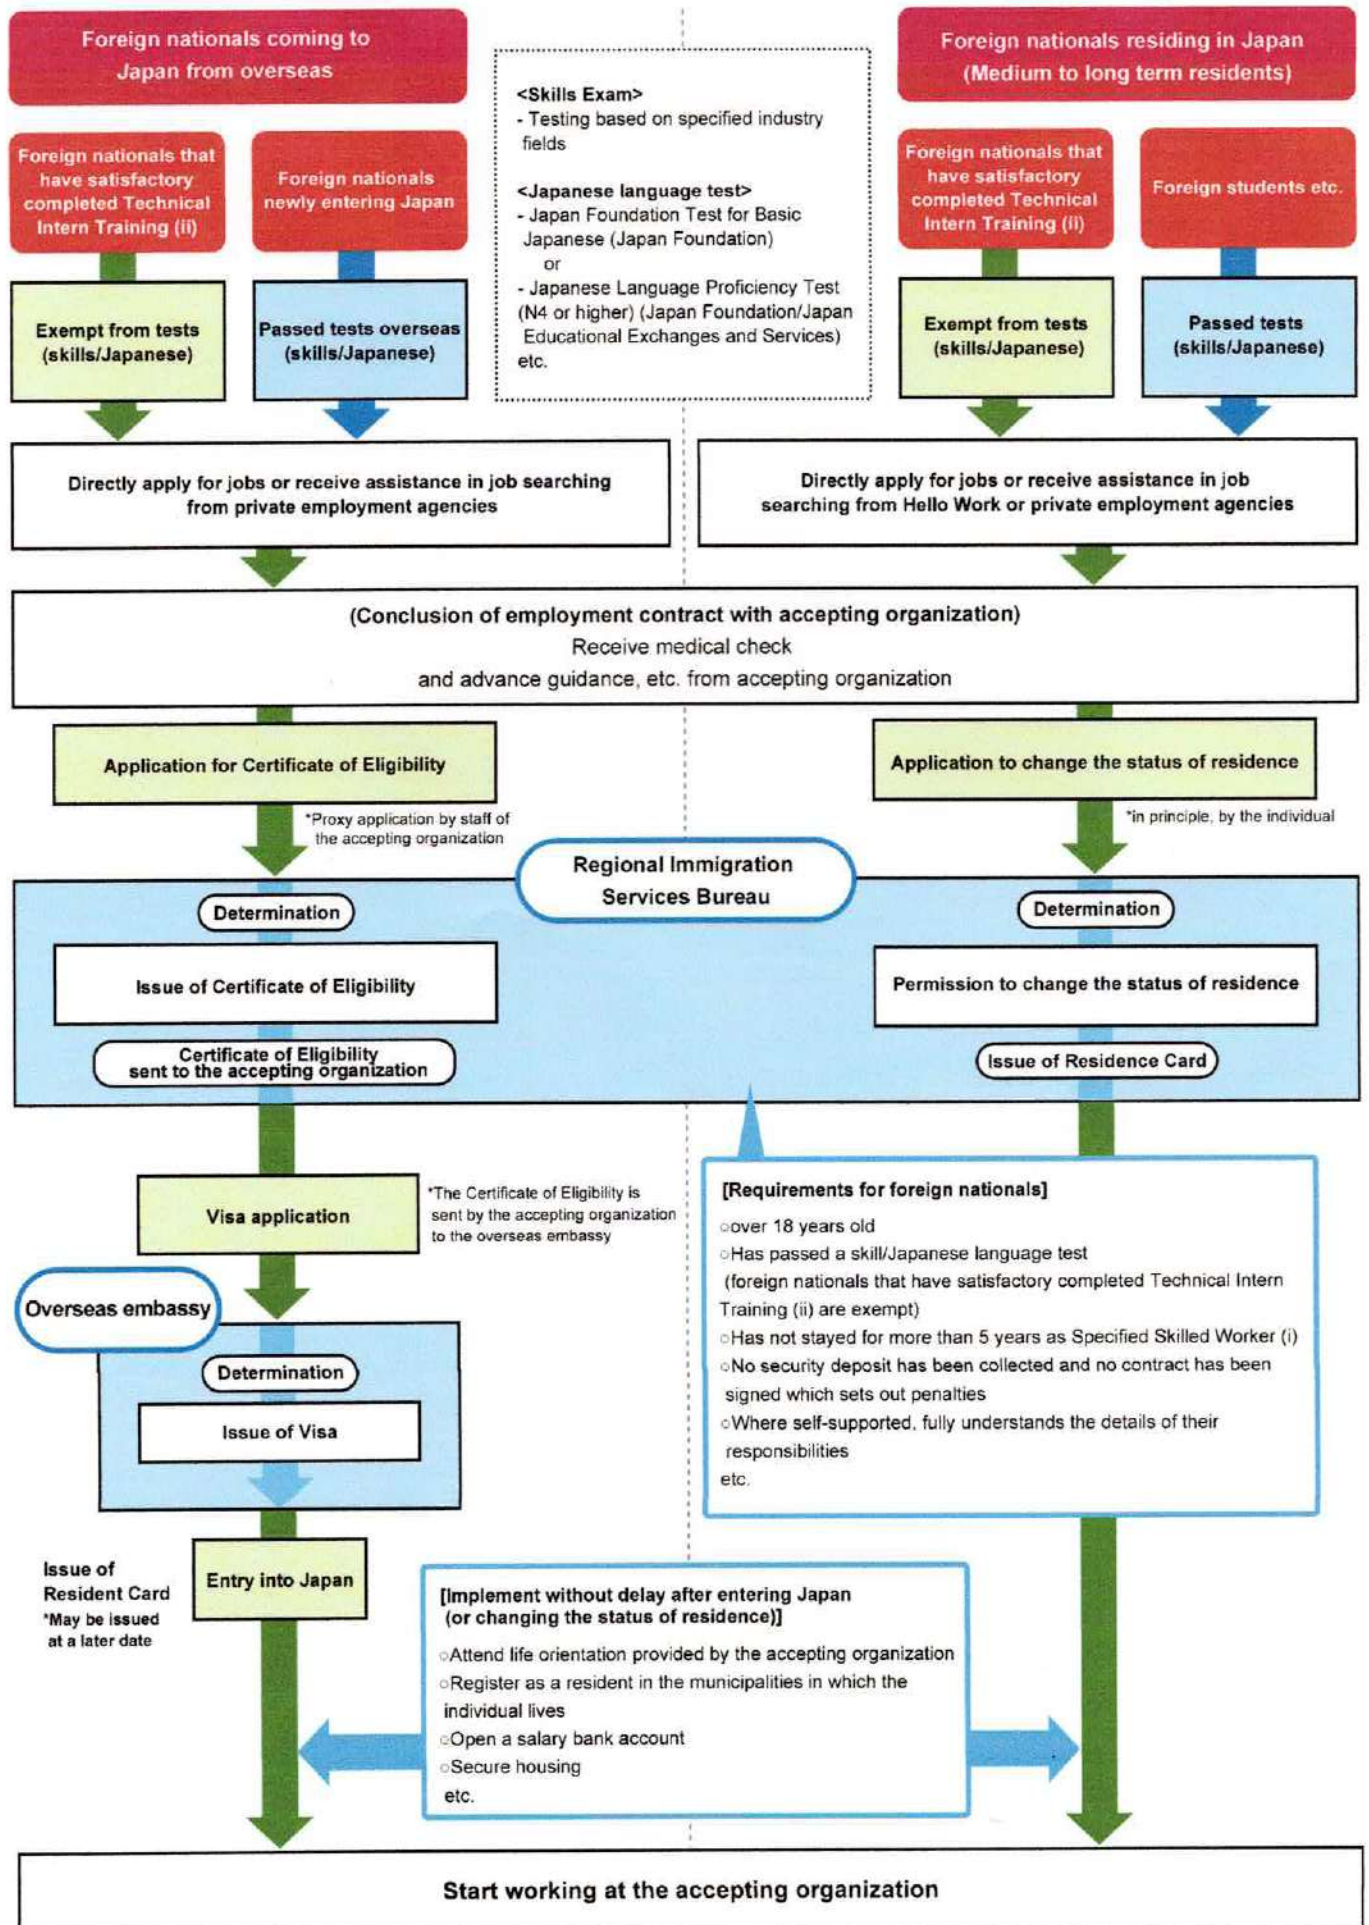 Foreign nationals coming to
Japan from overseas
Foreign nationals that
have satisfactory
completed Technical
Intern Training (ii)
Foreign nationals
newly entering Japan
Exempt from tests
(skills/Japanese)
Passed tests overseas
(skills/Japanese)
<Skills Exam>
- Testing based on specified industry
fields
<Japanese language test>
- Japan Foundation Test for Basic
Japanese (Japan Foundation)
or
- Japanese Language Proficiency Test
(N4 or higher) (Japan Foundation/Japan
Educational Exchanges and Services)
etc.
Foreign nationals residing in Japan
(Medium to long term residents)
Foreign nationals that
have satisfactory
completed Technical
Intern Training (ii)
Foreign students etc.
Exempt from tests
(skills/Japanese)
Passed tests
(skills/Japanese)
Directly apply for jobs or receive assistance in job searching
from private employment agencies
Directly apply for jobs or receive assistance in job
searching from Hello Work or private employment agencies
(Conclusion of employment contract with accepting organization)
Receive medical check
and advance guidance, etc. from accepting organization
Application for Certificate of Eligibility
*Proxy application by staff of
the accepting organization
Application to change the status of residence
*in principle, by the individual
Regional Immigration
Services Bureau
Determination
Issue of Certificate of Eligibility
Certificate of Eligibility
sent to the accepting organization
Determination
Permission to change the status of residence
Issue of Residence Card
Visa application
*The Certificate of Eligibility is
sent by the accepting organization
to the overseas embassy
Overseas embassy
Determination
Issue of Visa
[Requirements for foreign nationals]
○over 18 years old
○Has passed a skill/Japanese language test
(foreign nationals that have satisfactory completed Technical Intern
Training (ii) are exempt)
○Has not stayed for more than 5 years as Specified Skilled Worker (i)
○No security deposit has been collected and no contract has been
signed which sets out penalties
○Where self-supported, fully understands the details of their
responsibilities
etc.
Issue of
Resident Card
*May be issued
at a later date
Entry into Japan
[Implement without delay after entering Japan
(or changing the status of residence)]
○Attend life orientation provided by the accepting organization
○Register as a resident in the municipalities in which the
individual lives
○Open a salary bank account
○Secure housing
etc.
Start working at the accepting organization